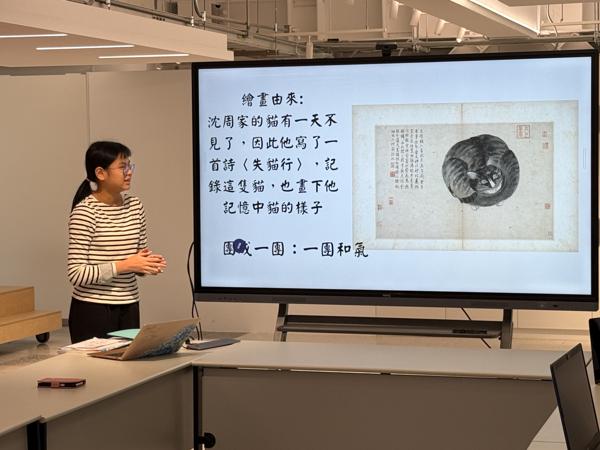 繪畫由來:
沈周家的貓有一天不
見了，因此他寫了一
首詩〈失貓行〉，記
錄這隻貓，也畫下他
記憶中貓的樣子
團成一團：一團和氣